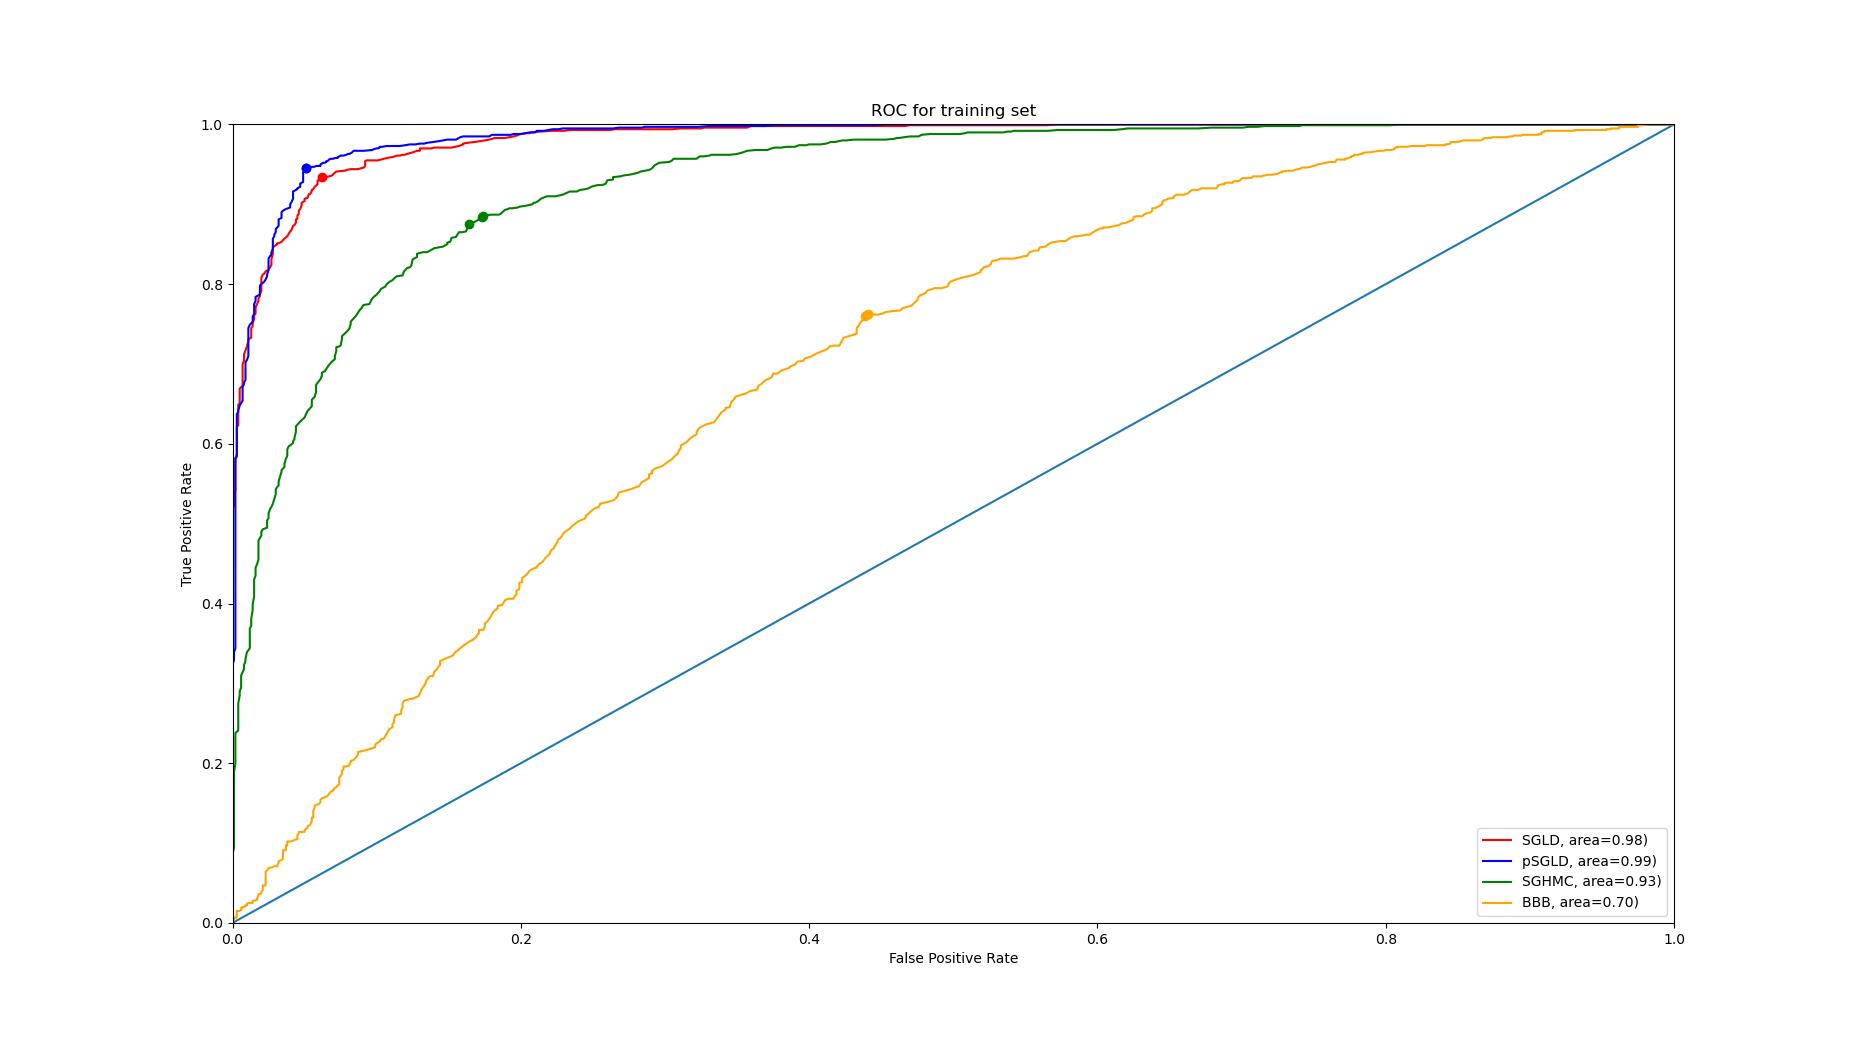 ROC for training set
1.0
0.8
0.6
0.4
0.2
0.0
True Positive Rate
0.0 0.2 0.4 0.6 0.8 1.0
False Positive Rate
SGLD, area=0.98)
pSGLD, area=0.99)
SGHMC, area=0.93)
BBB, area=0.70)